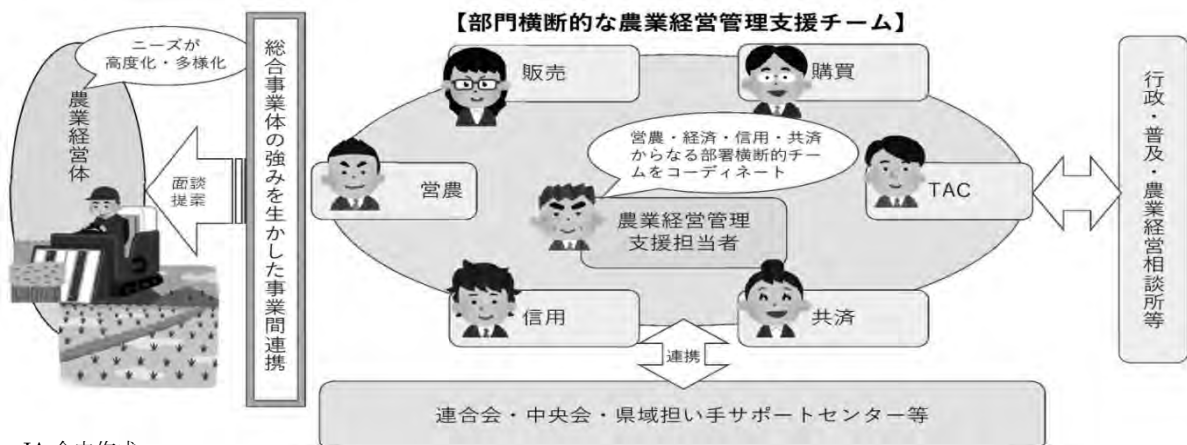 【部門横断的な農業経営管理支援チーム】
ニーズが
高度化・多様化
農業経営体
面談
提案
総合事業体の強みを生かした事業間連携
販売
購買
営農・経済・信用・共済
からなる部署横断的チー
ムをコーディネート
営農
TAC
農業経営管理
支援担当者
信用
共済
連携
連合会・中央会・県域担い手サポートセンター等
行政・普及・農業経営相談所等